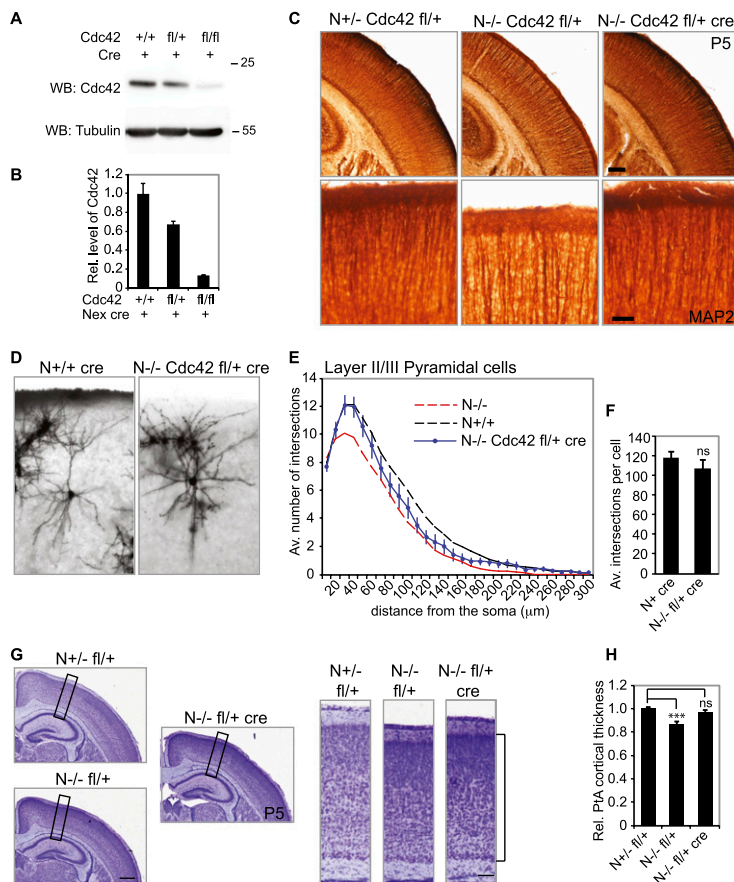 A
Cdc42 +/+ fl/+ fl/fl
Cre + + +
25
WB: Cdc42
WB: Tubulin
55
B
Rel. level of Cdc42
1.2
1.0
0.8
0.6
0.4
0.2
0
Cdc42 +/+ fl/+ fl/fl
Nex cre + + +
C
N+/- Cdc42 fl/+ N-/- Cdc42 fl/+ N-/- Cdc42 fl/+ cre
P5
MAP2
D
N+/+ cre N-/- Cdc42 fl/+ cre
E
Layer II/III Pyramidal cells
N-/-
N+/+
N-/- Cdc42 fl/+ cre
Av. number of intersections
14
12
10
8
6
4
2
0
20 40 60 80 100 120 140 160 180 200 220 240 260 280 300
distance from the soma (µm)
F
Av. intersections per cell
140
120
100
80
60
40
20
0
ns
N+ cre
N-/- fl/+ cre
G
N+/- fl/+
N-/- fl/+ cre
P5
N-/- fl/+
N+/- fl/+
N-/- fl/+
N-/- fl/+ cre
H
Rel. PtA cortical thickness
1.2
1.0
0.8
0.6
0.4
0.2
0
***
ns
N+/- fl/+
N-/- fl/+
N-/- fl/+ cre